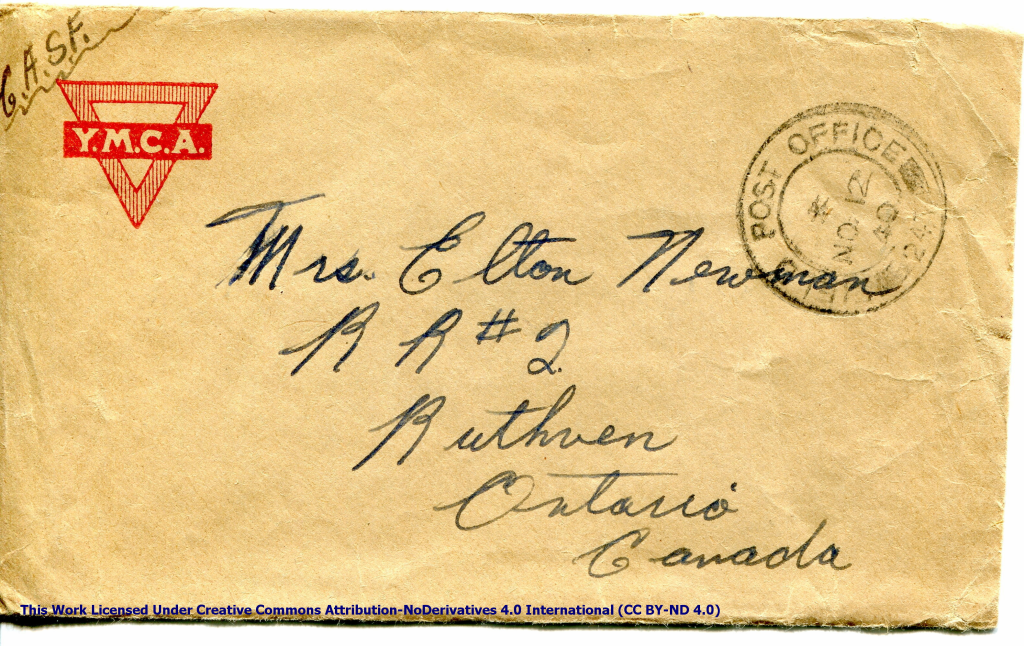 C.A.S.F.
Y.M.C.A.
POST OFFICE
NO 12
40
24
Mrs. Elton Newman
R R #2
Ruthven
Ontario
Canada
This Work Licensed Under Creative Commons Attribution-NoDerivatives 4.0 International (CC BY-ND 4.0)